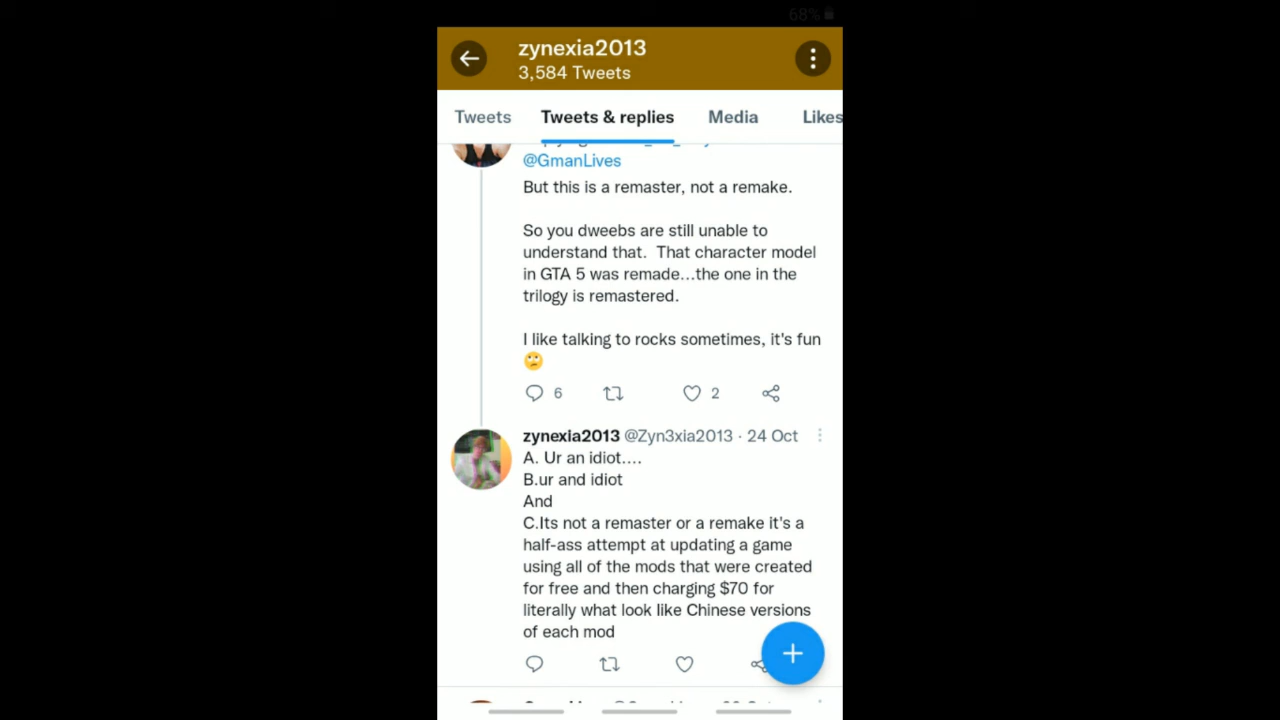 68%
zynexia2013
3,584 Tweets
Tweets Tweets & replies Media Likes
@GmanLives
But this is a remaster, not a remake.
So you dweebs are still unable to
understand that. That character model
in GTA 5 was remade...the one in the
trilogy is remastered.
I like talking to rocks sometimes, it's fun
🙄
6 2
zynexia2013 @Zyn3xia2013 · 24 Oct
A. Ur an idiot....
B.ur and idiot
And
C.Its not a remaster or a remake it's a
half-ass attempt at updating a game
using all of the mods that were created
for free and then charging $70 for
literally what look like Chinese versions
of each mod